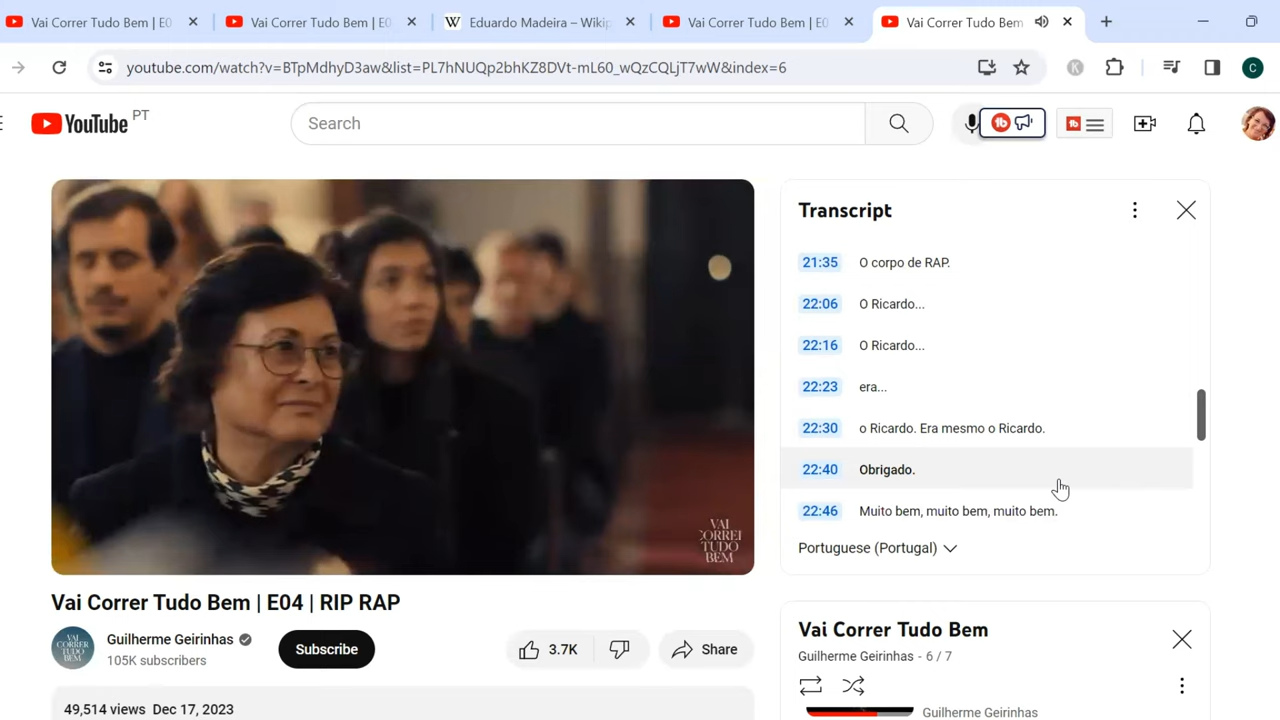 Vai Correr Tudo Bem | E0
Vai Correr Tudo Bem | E0
Eduardo Madeira – Wikip
Vai Correr Tudo Bem | E0
Vai Correr Tudo Bem
youtube.com/watch?v=BTpMdhyD3aw&list=PL7hNUQp2bhKZ8DVt-mL60_wQzCQLjT7wW&index=6
K
C
YouTube PT
Search
Transcript
21:35 O corpo de RAP.
22:06 O Ricardo...
22:16 O Ricardo...
22:23 era...
22:30 o Ricardo. Era mesmo o Ricardo.
22:40 Obrigado.
22:46 Muito bem, muito bem, muito bem.
Portuguese (Portugal)
VAI
CORRER
TUDO
BEM
Vai Correr Tudo Bem | E04 | RIP RAP
VAI
CORRER
TUDO
BEM
Guilherme Geirinhas
105K subscribers
Subscribe
3.7K
Share
49,514 views Dec 17, 2023
Vai Correr Tudo Bem
Guilherme Geirinhas - 6 / 7
Guilherme Geirinhas